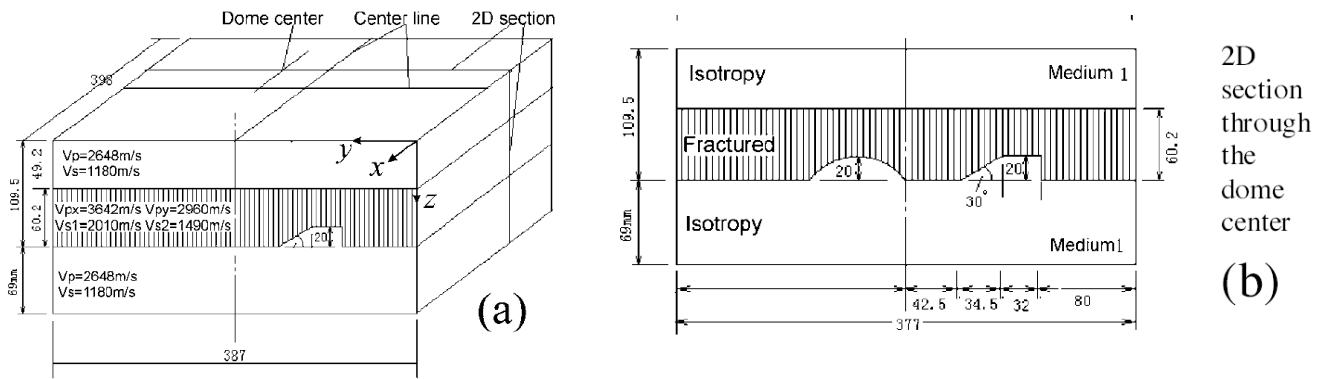 Dome center
Center line
2D section
396
y
x
z
Vp=2648m/s
Vs=1180m/s
109.5
49.2
60.2
Vpx=3642m/s Vpy=2960m/s
Vs1=2010m/s Vs2=1490m/s
20
69mm
Vp=2648m/s
Vs=1180m/s
387
(a)
Isotropy
Medium 1
109.5
Fractured
60.2
20
20
30°
69mm
Isotropy
Medium1
42.5
34.5
32
80
377
2D
section
through
the
dome
center
(b)